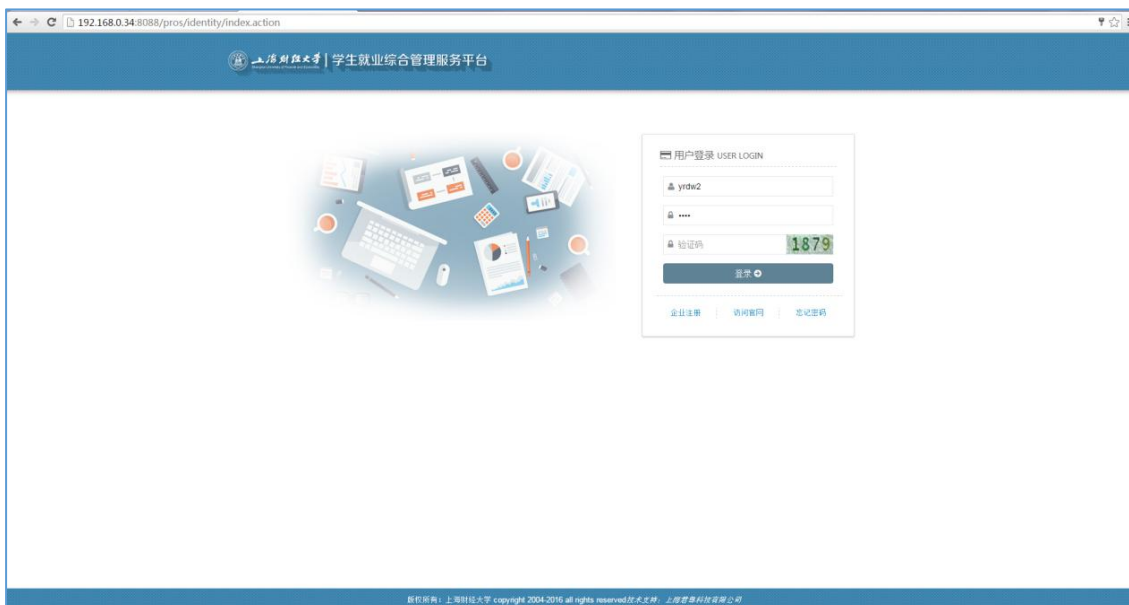 192.168.0.34:8088/pros/identity/index.action
上海财经大学 | 学生就业综合管理服务平台
用户登录 USER LOGIN
yrdw2
••••
验证码 1879
登录
企业注册 访问官网 忘记密码
版权所有：上海财经大学 copyright 2004-2016 all rights reserved技术支持：上海君尊科技有限公司